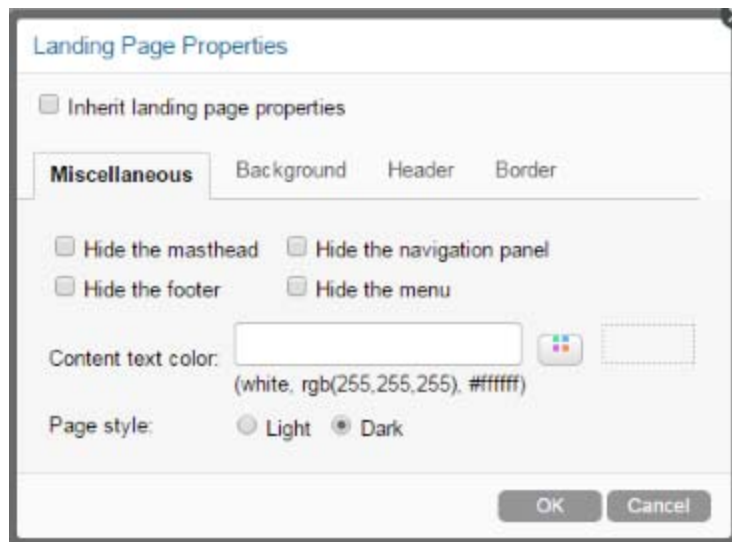 Landing Page Properties
Inherit landing page properties
Miscellaneous Background Header Border
Hide the masthead Hide the navigation panel
Hide the footer Hide the menu
Content text color:
(white, rgb(255,255,255), #ffffff)
Page style: Light Dark
OK Cancel